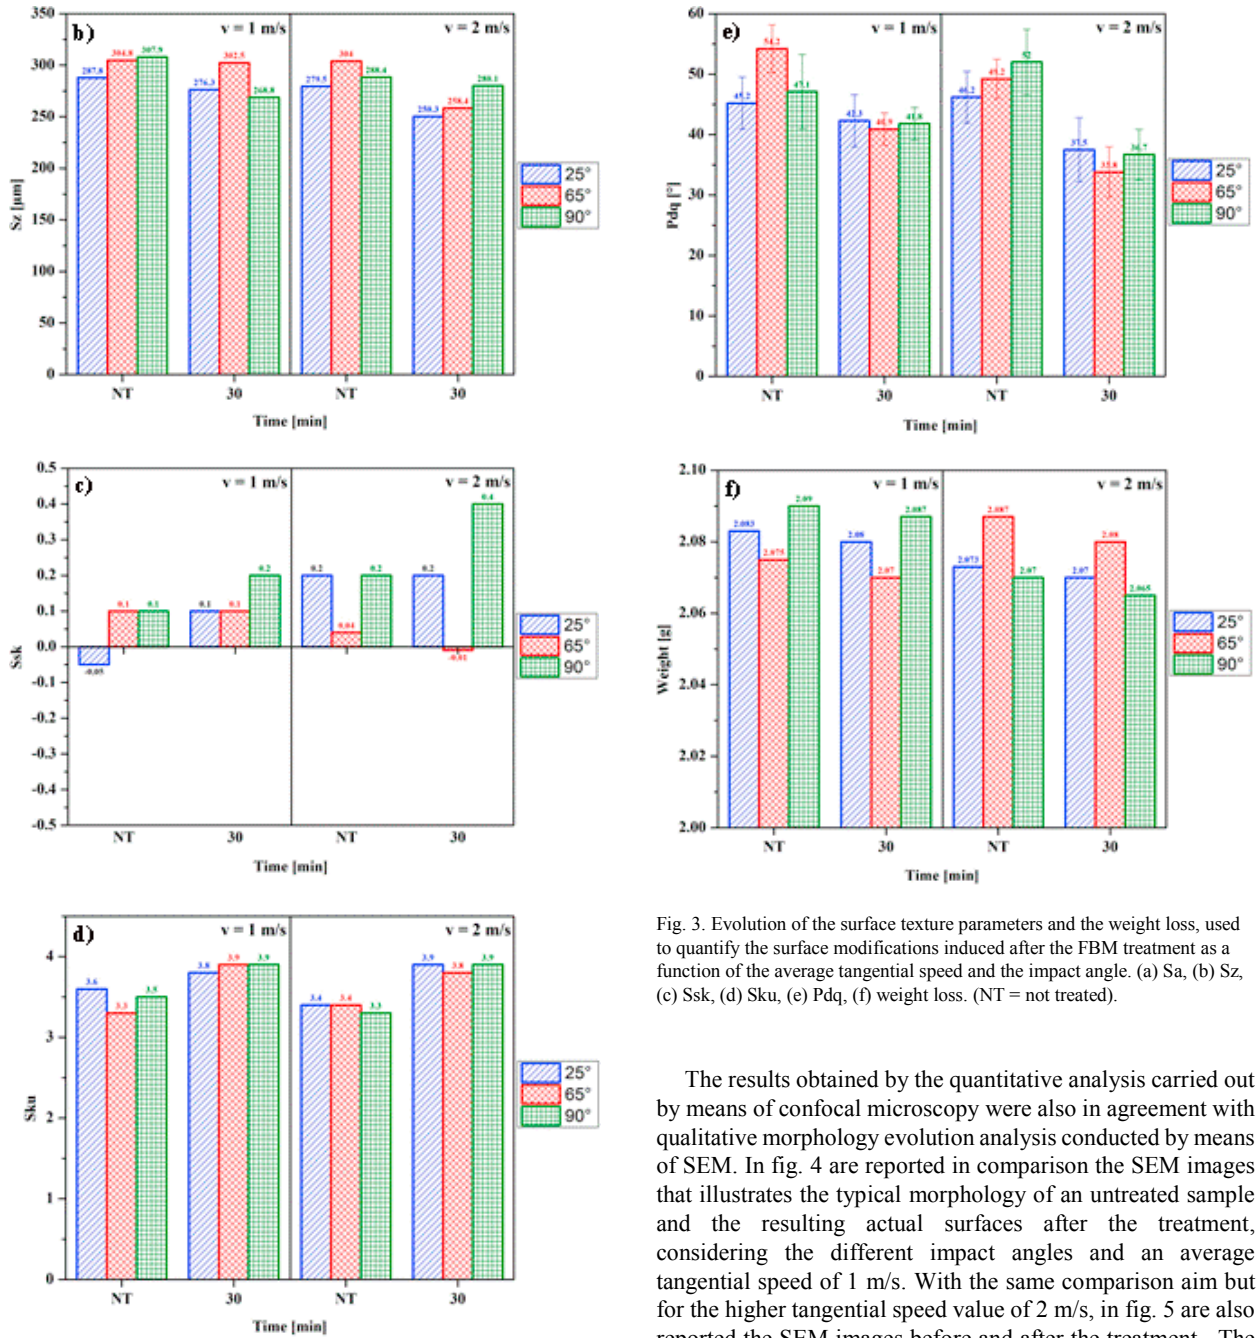 b)
v = 1 m/s
v = 2 m/s
350
300
250
200
150
100
50
0
Sz [µm]
287.8
304.8
307.9
276.3
302.5
268.8
279.5
304
288.4
250.3
258.4
280.1
NT
30
NT
30
Time [min]
25°
65°
90°
c)
v = 1 m/s
v = 2 m/s
0.5
0.4
0.3
0.2
0.1
0.0
-0.1
-0.2
-0.3
-0.4
-0.5
Ssk
-0.05
0.1
0.1
0.1
0.1
0.2
0.2
0.04
0.2
0.2
-0.01
0.4
NT
30
NT
30
Time [min]
25°
65°
90°
d)
v = 1 m/s
v = 2 m/s
4
3
2
1
0
Sku
3.6
3.3
3.5
3.8
3.9
3.9
3.4
3.4
3.3
3.9
3.8
3.9
NT
30
NT
30
Time [min]
25°
65°
90°
e)
v = 1 m/s
v = 2 m/s
60
50
40
30
20
10
0
Pdq [°]
45.2
54.2
47.1
42.3
40.9
41.8
46.2
49.2
52
37.5
33.8
36.7
NT
30
NT
30
Time [min]
25°
65°
90°
f)
v = 1 m/s
v = 2 m/s
2.10
2.08
2.06
2.04
2.02
2.00
Weight [g]
2.083
2.075
2.09
2.08
2.07
2.087
2.073
2.087
2.07
2.07
2.08
2.065
NT
30
NT
30
Time [min]
25°
65°
90°
Fig. 3. Evolution of the surface texture parameters and the weight loss, used
to quantify the surface modifications induced after the FBM treatment as a
function of the average tangential speed and the impact angle. (a) Sa, (b) Sz,
(c) Ssk, (d) Sku, (e) Pdq, (f) weight loss. (NT = not treated).
The results obtained by the quantitative analysis carried out
by means of confocal microscopy were also in agreement with
qualitative morphology evolution analysis conducted by means
of SEM. In fig. 4 are reported in comparison the SEM images
that illustrates the typical morphology of an untreated sample
and the resulting actual surfaces after the treatment,
considering the different impact angles and an average
tangential speed of 1 m/s. With the same comparison aim but
for the higher tangential speed value of 2 m/s, in fig. 5 are also
reported the SEM images before and after the treatment. The